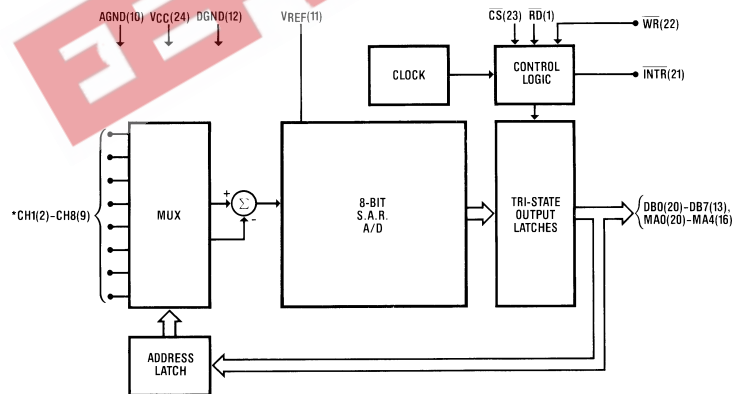 AGND(10) VCC(24) DGND(12)
VREF(11)
CS(23) RD(1)
WR(22)
CLOCK
CONTROL
LOGIC
INTR(21)
*CH1(2)–CH8(9)
MUX
+
Σ
-
8-BIT
S.A.R.
A/D
TRI-STATE
OUTPUT
LATCHES
DB0(20)–DB7(13),
MA0(20)–MA4(16)
ADDRESS
LATCH